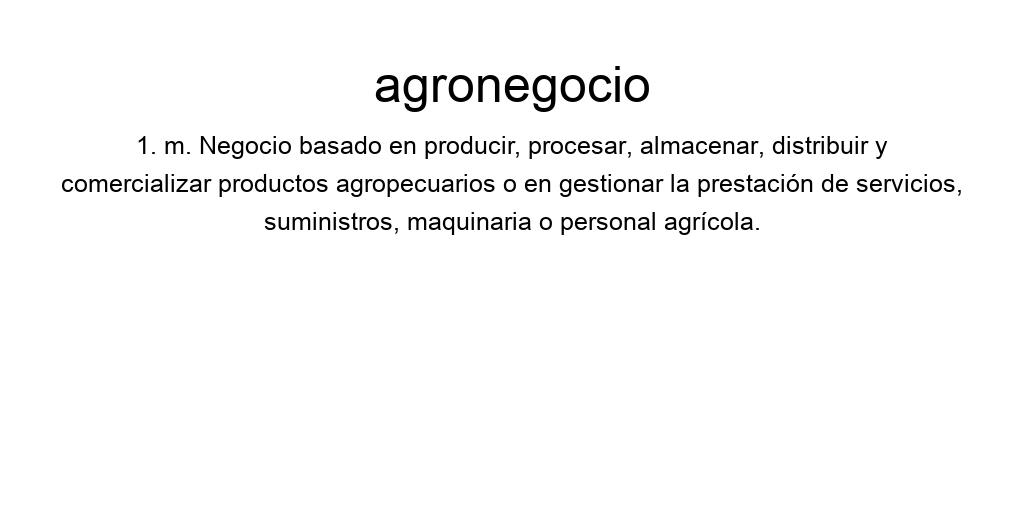 agronegocio
1. m. Negocio basado en producir, procesar, almacenar, distribuir y
comercializar productos agropecuarios o en gestionar la prestación de servicios,
suministros, maquinaria o personal agrícola.